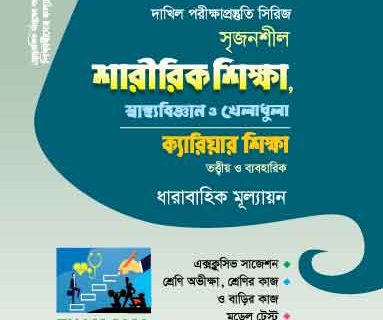 দাখিল পরীক্ষাপ্রস্তুতি সিরিজ
সৃজনশীল
শারীরিক শিক্ষা,
স্বাস্থ্যবিজ্ঞান ও খেলাধুলা
ক্যারিয়ার শিক্ষা
তত্ত্বীয় ও ব্যবহারিক
ধারাবাহিক মূল্যায়ন
এক্সক্লুসিভ সাজেশন
শ্রেণি অভীক্ষা, শ্রেণির কাজ
ও বাড়ির কাজ
মডেল টেস্ট